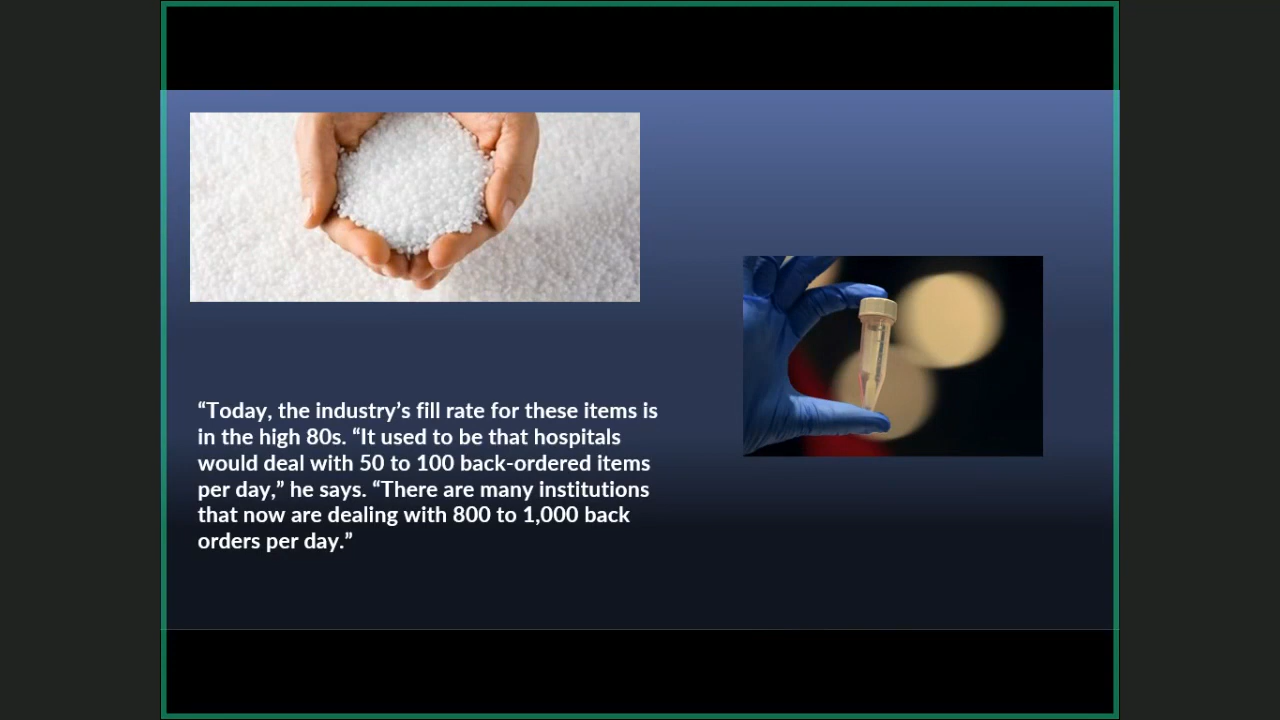 “Today, the industry’s fill rate for these items is
in the high 80s. “It used to be that hospitals
would deal with 50 to 100 back-ordered items
per day,” he says. “There are many institutions
that now are dealing with 800 to 1,000 back
orders per day.”